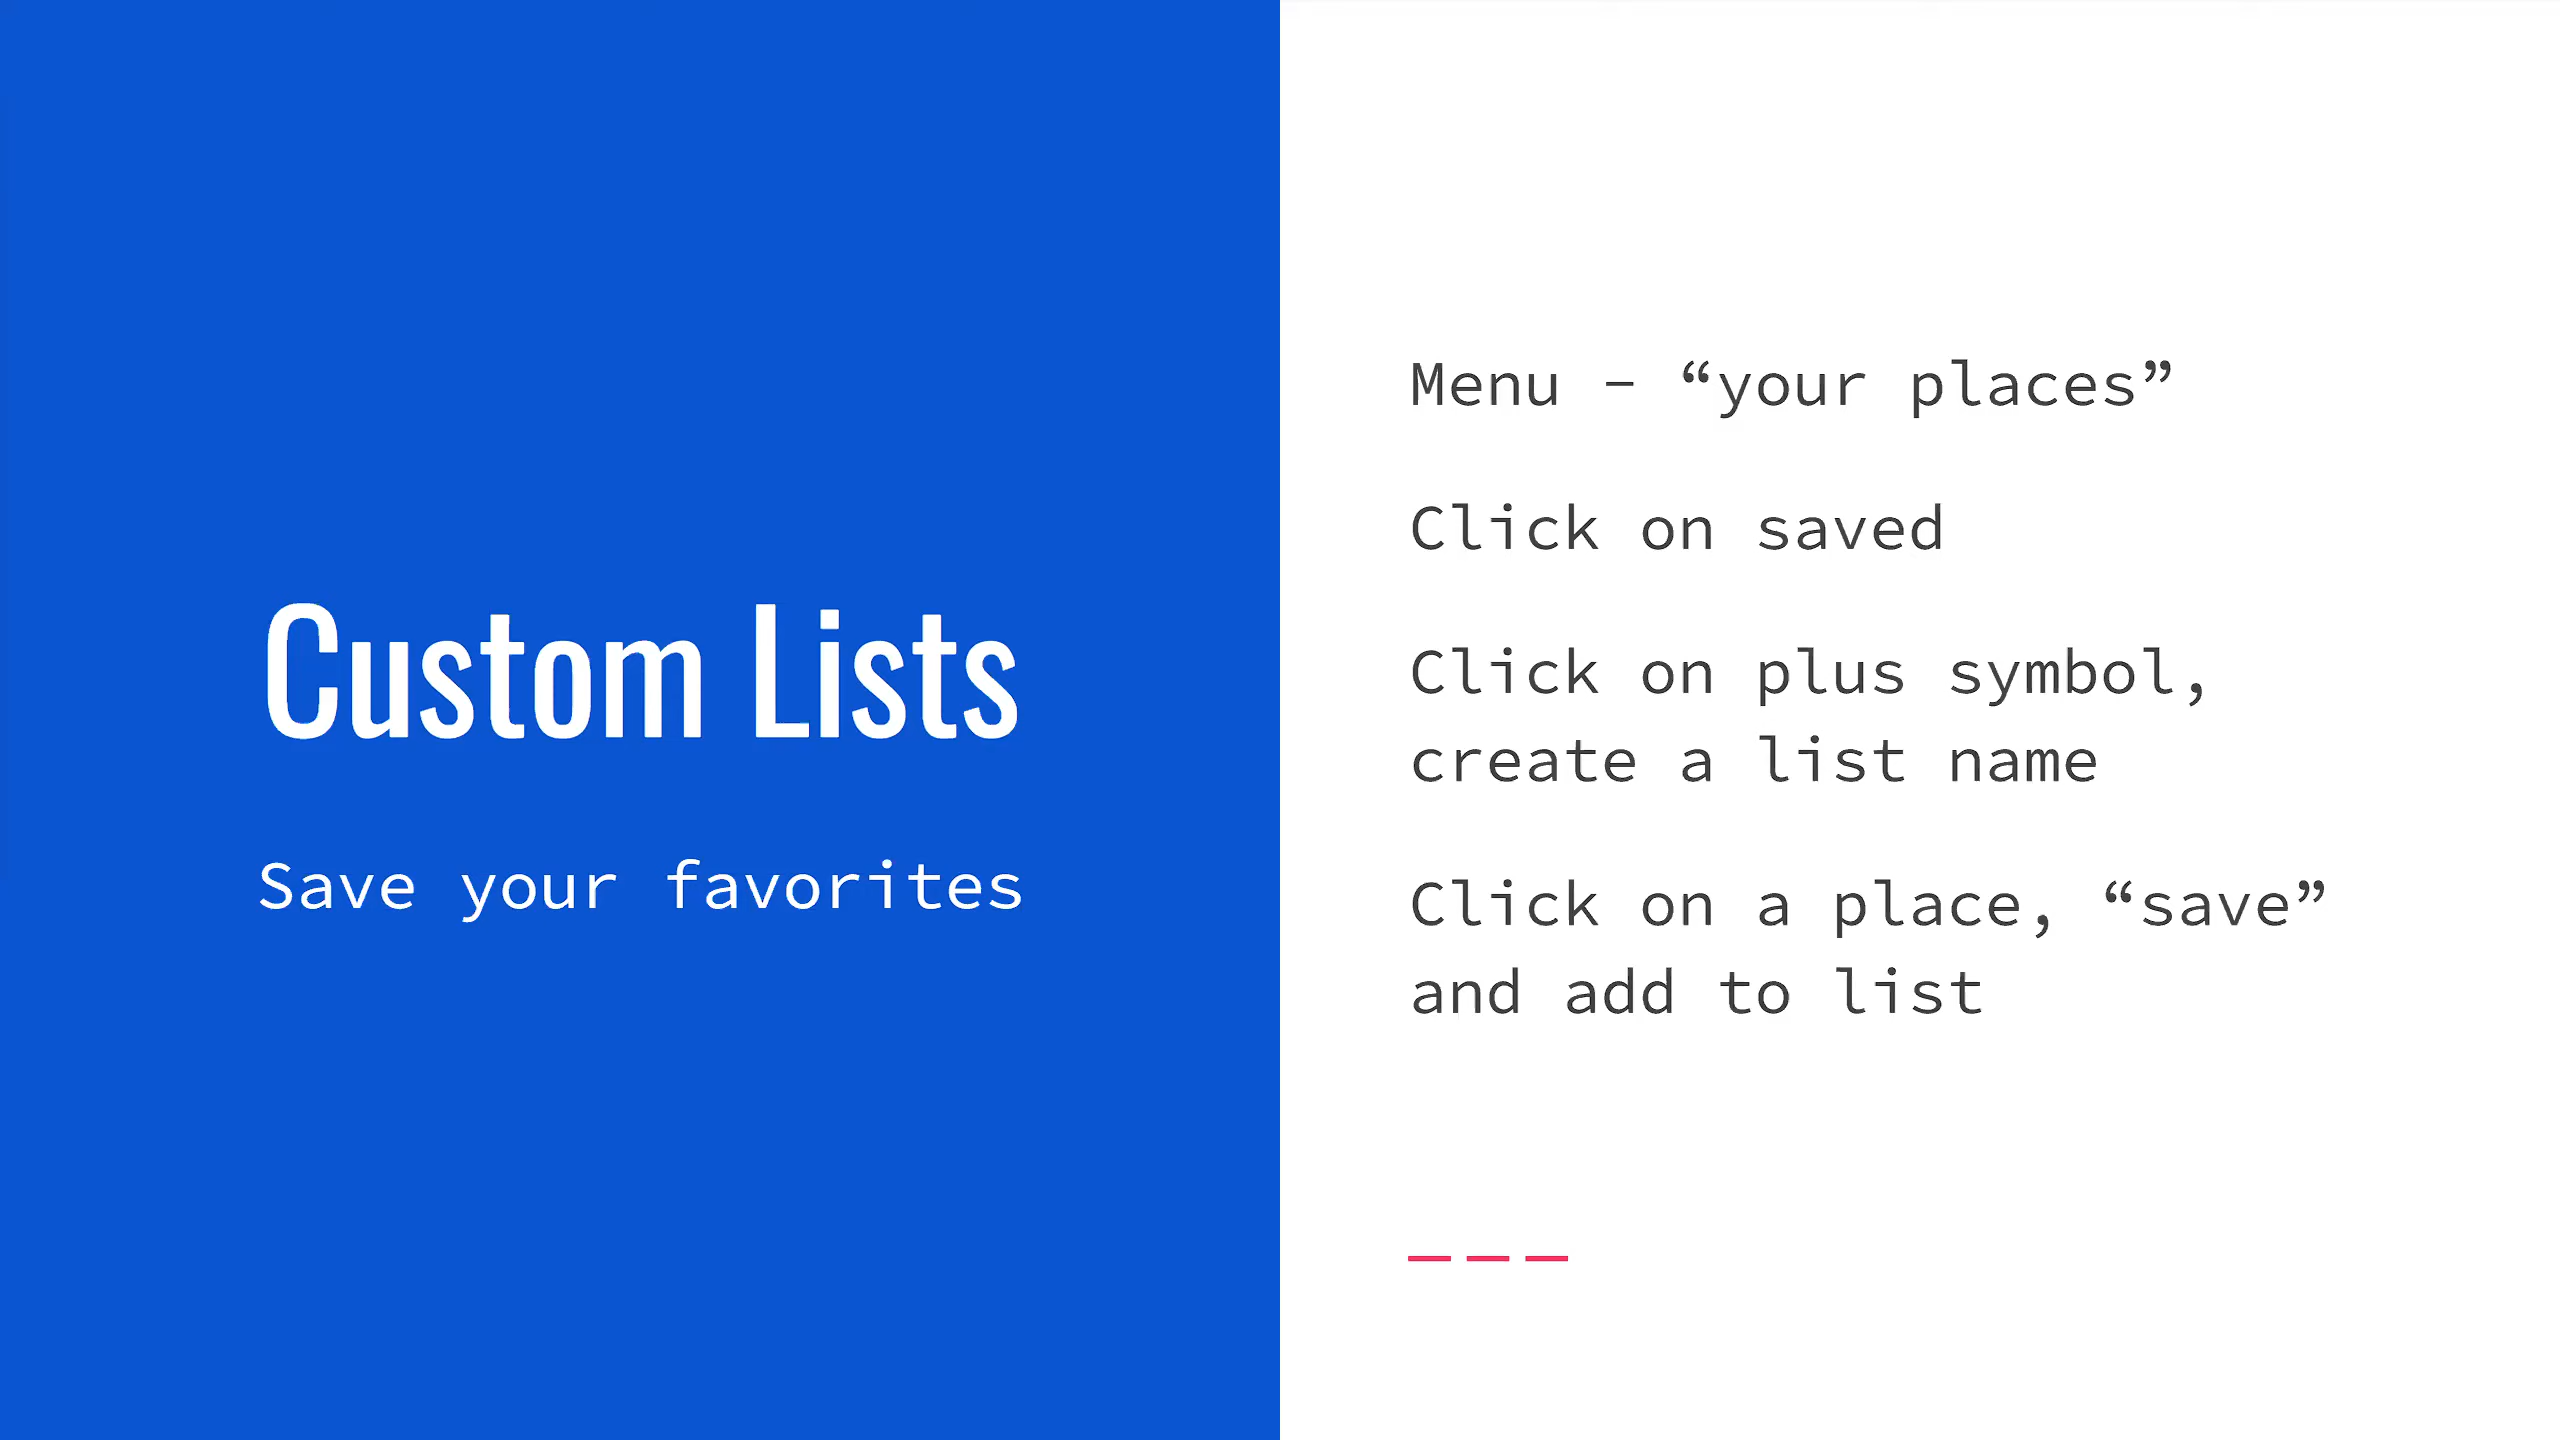 Custom Lists
Save your favorites
Menu - “your places”
Click on saved
Click on plus symbol,
create a list name
Click on a place, “save”
and add to list